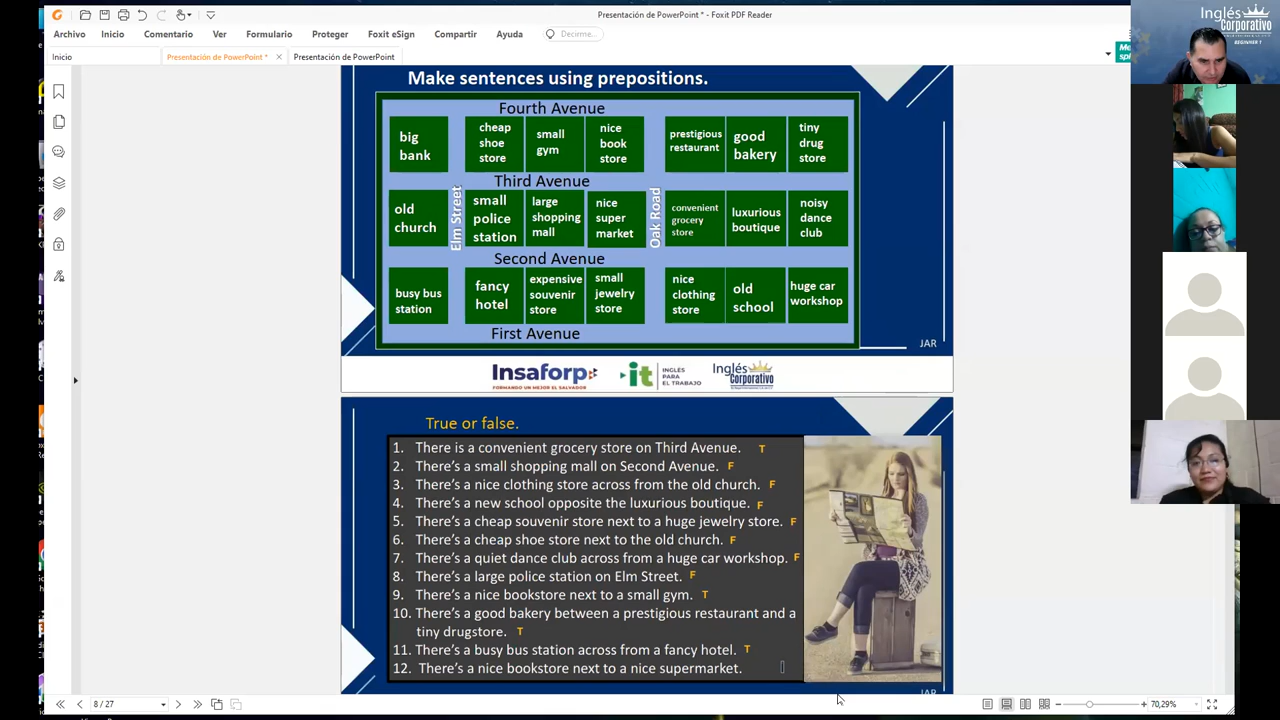 Presentación de PowerPoint * - Foxit PDF Reader
Archivo Inicio Comentario Ver Formulario Proteger Foxit eSign Compartir Ayuda Decirme...
Inicio Presentación de PowerPoint * × Presentación de PowerPoint
Inglés
Corporativo
BEGINNER 1
Make sentences using prepositions.
Fourth Avenue
big bank
cheap shoe store
small gym
nice book store
prestigious restaurant
good bakery
tiny drug store
Third Avenue
Elm Street
Oak Road
old church
small police station
large shopping mall
nice super market
convenient grocery store
luxurious boutique
noisy dance club
Second Avenue
busy bus station
fancy hotel
expensive souvenir store
small jewelry store
nice clothing store
old school
huge car workshop
First Avenue
JAR
Insaforp
FORMANDO UN MEJOR EL SALVADOR
it INGLÉS PARA EL TRABAJO
Inglés Corporativo
True or false.
1. There is a convenient grocery store on Third Avenue. T
2. There's a small shopping mall on Second Avenue. F
3. There's a nice clothing store across from the old church. F
4. There's a new school opposite the luxurious boutique. F
5. There's a cheap souvenir store next to a huge jewelry store. F
6. There's a cheap shoe store next to the old church. F
7. There's a quiet dance club across from a huge car workshop. F
8. There's a large police station on Elm Street. F
9. There's a nice bookstore next to a small gym. T
10. There's a good bakery between a prestigious restaurant and a
tiny drugstore. T
11. There's a busy bus station across from a fancy hotel. T
12. There's a nice bookstore next to a nice supermarket.
JAR
8 / 27
70,29%